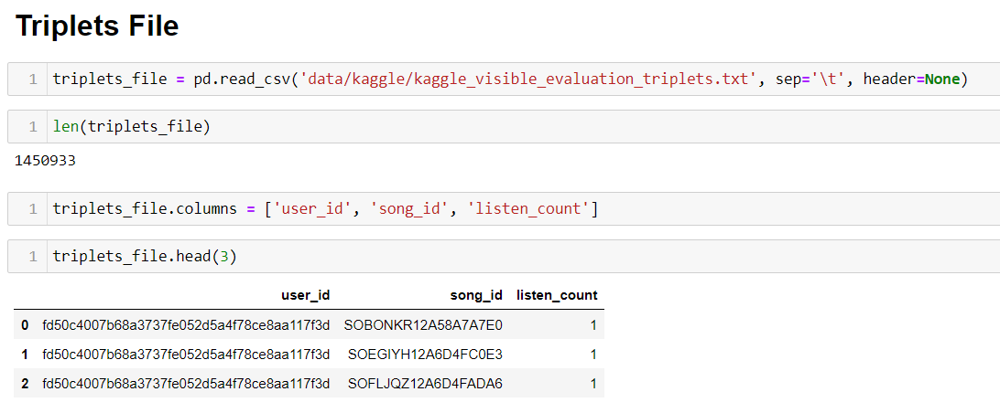 Triplets File
1 triplets_file = pd.read_csv('data/kaggle/kaggle_visible_evaluation_triplets.txt', sep='\t', header=None)
1 len(triplets_file)
1450933
1 triplets_file.columns = ['user_id', 'song_id', 'listen_count']
1 triplets_file.head(3)
user_id song_id listen_count
0 fd50c4007b68a3737fe052d5a4f78ce8aa117f3d SOBONKR12A58A7A7E0 1
1 fd50c4007b68a3737fe052d5a4f78ce8aa117f3d SOEGIYH12A6D4FC0E3 1
2 fd50c4007b68a3737fe052d5a4f78ce8aa117f3d SOFLJQZ12A6D4FADA6 1